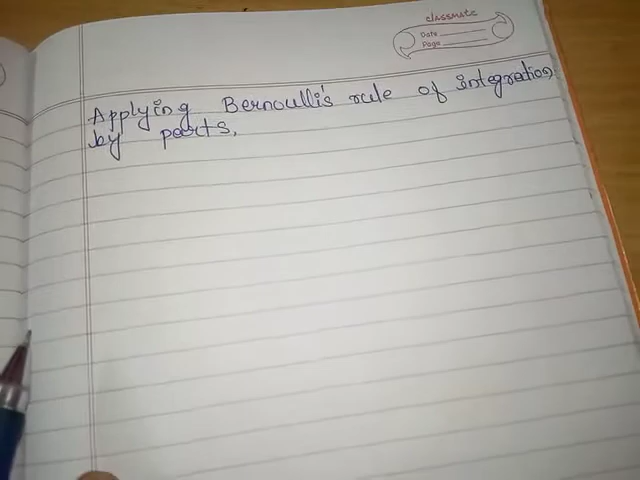 classmate
Date
Page
Applying Bernoulli's rule of integration
by parts.